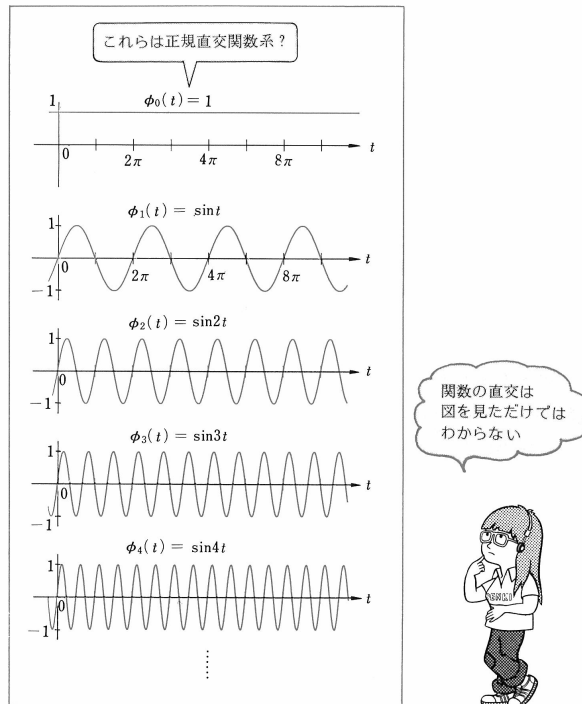 これらは正規直交関数系？
ϕ₀(t)＝1
1
0
2π
4π
8π
t
ϕ₁(t)＝ sint
1
0
−1
2π
4π
8π
t
ϕ₂(t)＝sin2t
1
0
−1
t
ϕ₃(t)＝sin3t
1
0
−1
t
ϕ₄(t)＝ sin4t
1
0
−1
t
……
関数の直交は
図を見ただけでは
わからない